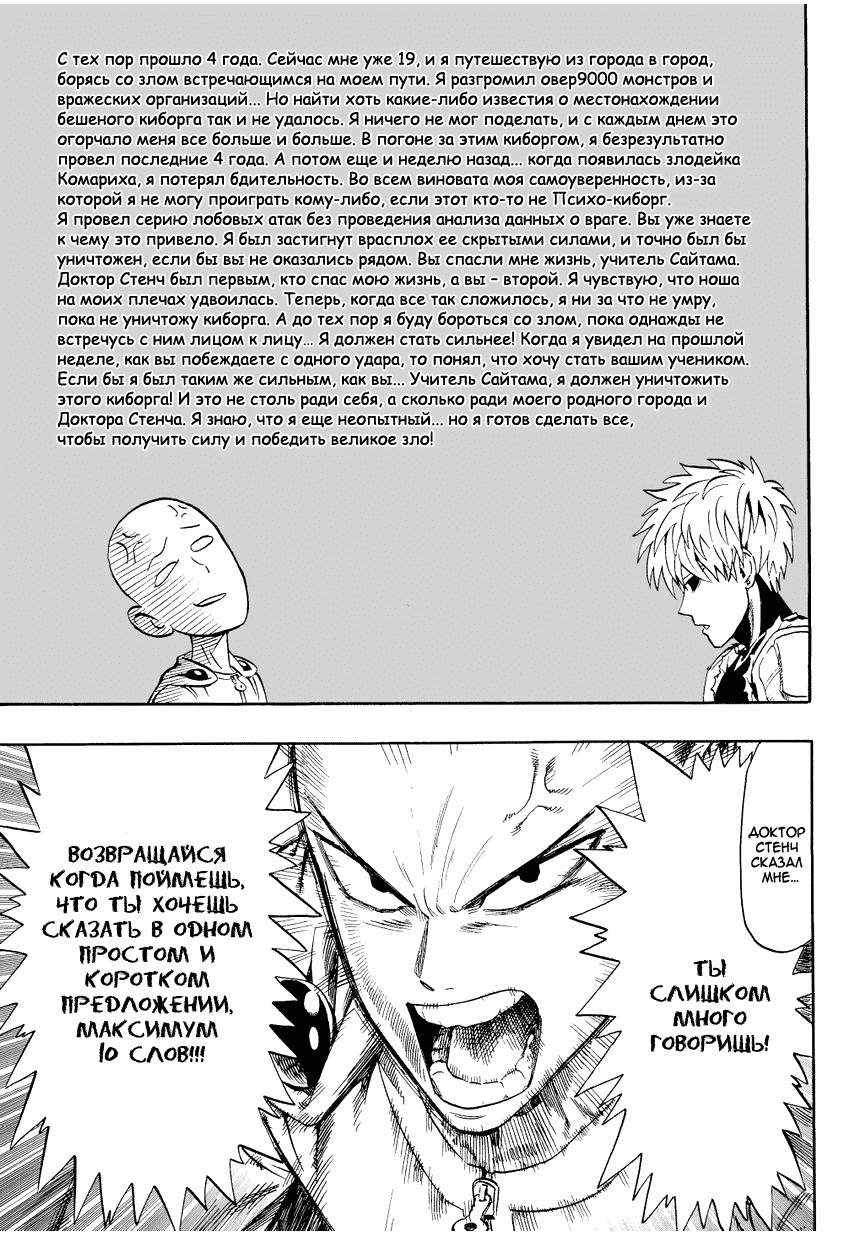 С тех пор прошло 4 года. Сейчас мне уже 19, и я путешествую из города в город,
борясь со злом встречающимся на моем пути. Я разгромил овер9000 монстров и
вражеских организаций... Но найти хоть какие-либо известия о местонахождении
бешеного киборга так и не удалось. Я ничего не мог поделать, и с каждым днем это
огорчало меня все больше и больше. В погоне за этим киборгом, я безрезультатно
провел последние 4 года. А потом еще и неделю назад... когда появилась злодейка
Комариха, я потерял бдительность. Во всем виновата моя самоуверенность, из-за
которой я не могу проиграть кому-либо, если этот кто-то не Психо-киборг.
Я провел серию лобовых атак без проведения анализа данных о враге. Вы уже знаете
к чему это привело. Я был застигнут врасплох ее скрытыми силами, и точно был бы
уничтожен, если бы вы не оказались рядом. Вы спасли мне жизнь, учитель Сайтама.
Доктор Стенч был первым, кто спас мою жизнь, а вы – второй. Я чувствую, что ноша
на моих плечах удвоилась. Теперь, когда все так сложилось, я ни за что не умру,
пока не уничтожу киборга. А до тех пор я буду бороться со злом, пока однажды не
встречусь с ним лицом к лицу... Я должен стать сильнее! Когда я увидел на прошлой
неделе, как вы побеждаете с одного удара, то понял, что хочу стать вашим учеником.
Если бы я был таким же сильным, как вы... Учитель Сайтама, я должен уничтожить
этого киборга! И это не столь ради себя, а сколько ради моего родного города и
Доктора Стенча. Я знаю, что я еще неопытный... но я готов сделать все,
чтобы получить силу и победить великое зло!
ДОКТОР
СТЕНЧ
СКАЗАЛ
МНЕ...
ТЫ
СЛИШКОМ
МНОГО
ГОВОРИШЬ!
ВОЗВРАЩАЙСЯ
КОГДА ПОЙМЕШЬ,
ЧТО ТЫ ХОЧЕШЬ
СКАЗАТЬ В ОДНОМ
ПРОСТОМ И
КОРОТКОМ
ПРЕДЛОЖЕНИИ,
МАКСИМУМ
10 СЛОВ!!!